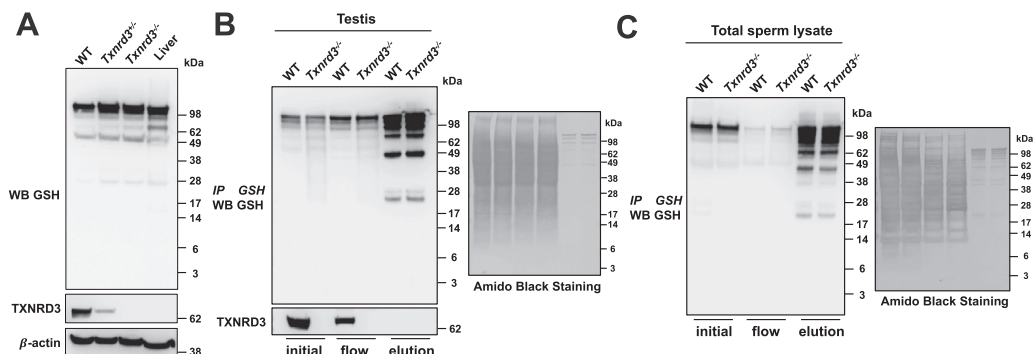 A
WT
Txnrd3+/-
Txnrd3-/-
Liver
kDa
98
62
49
38
28
17
14
6
3
WB GSH
TXNRD3
62
β-actin
38
B
Testis
WT
Txnrd3-/-
WT
Txnrd3-/-
WT
Txnrd3-/-
kDa
98
62
49
38
28
17
14
6
3
IP GSH
WB GSH
TXNRD3
62
initial flow elution
kDa
98
62
49
38
28
17
14
6
3
Amido Black Staining
C
Total sperm lysate
WT
Txnrd3-/-
WT
Txnrd3-/-
WT
Txnrd3-/-
kDa
98
62
49
38
28
17
14
6
3
IP GSH
WB GSH
initial flow elution
kDa
98
62
49
38
28
17
14
6
3
Amido Black Staining